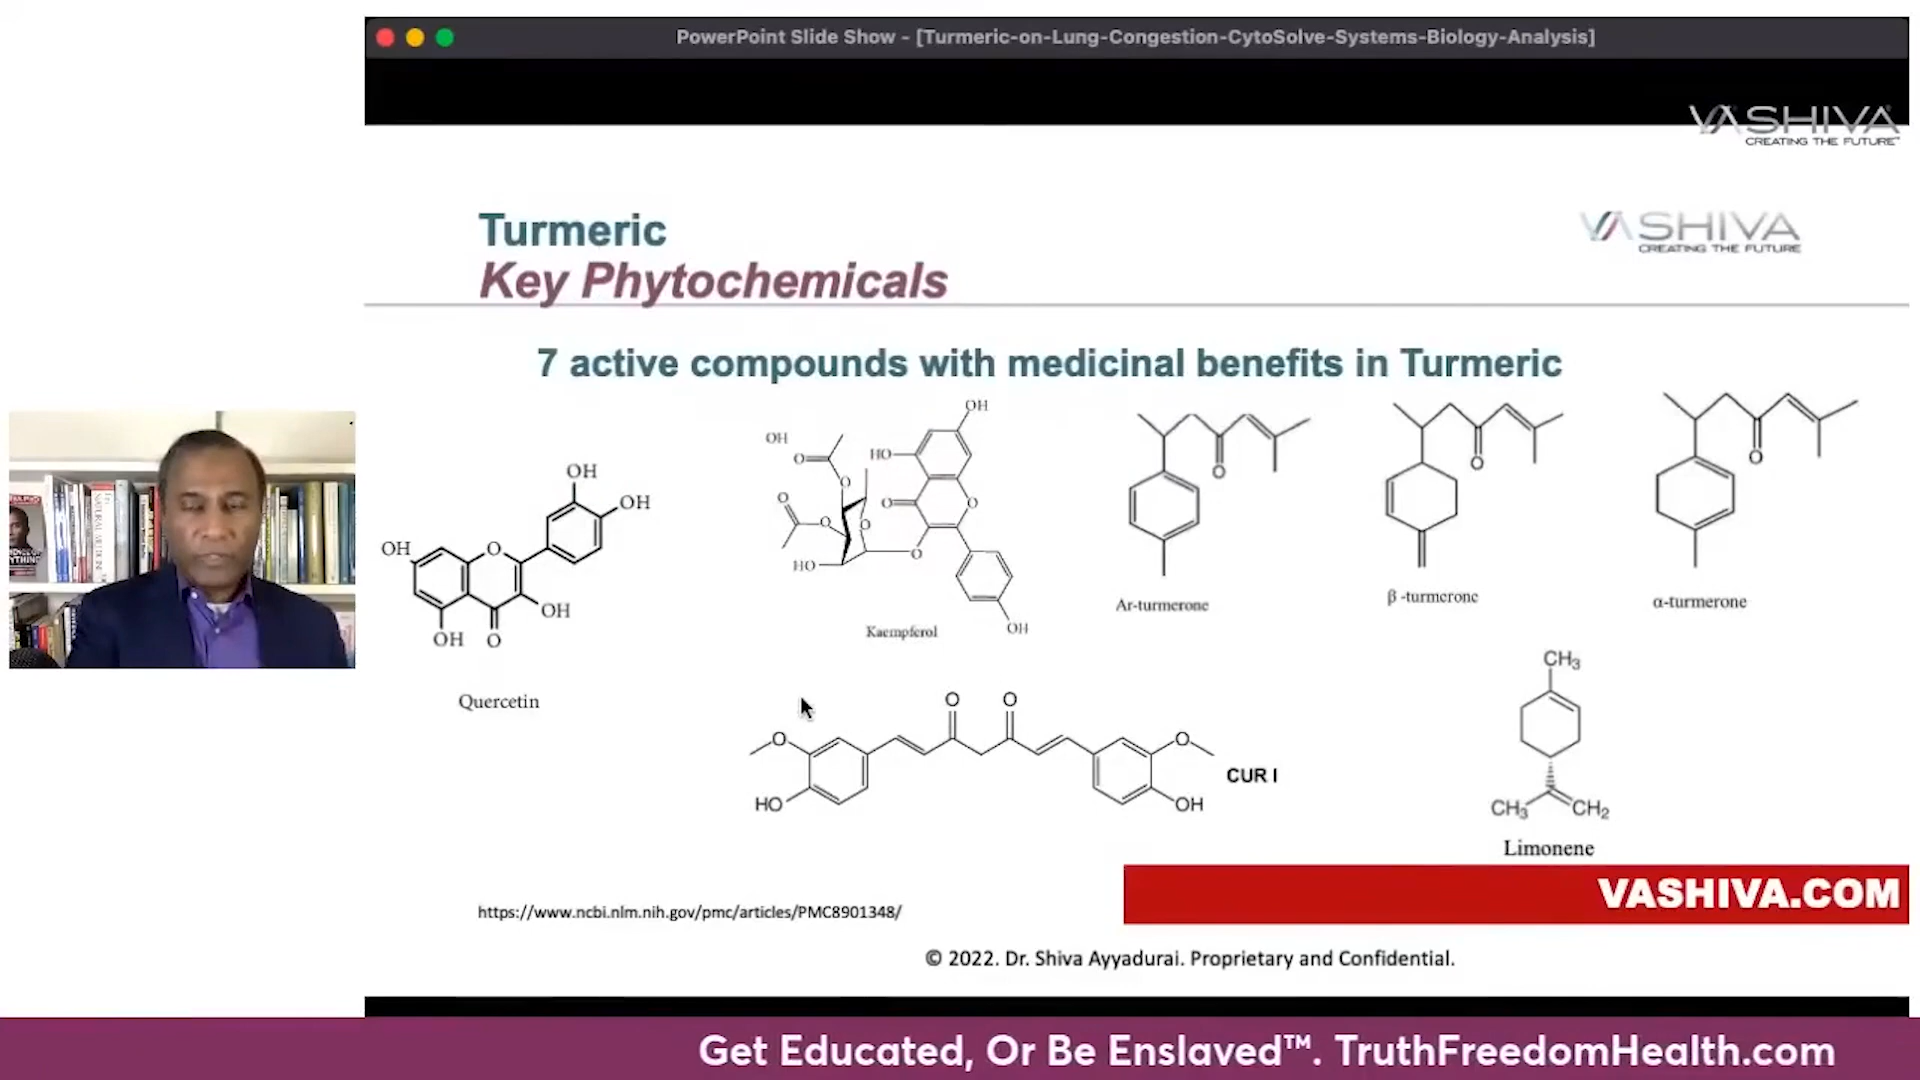 PowerPoint Slide Show - [Turmeric-on-Lung-Congestion-CytoSolve-Systems-Biology-Analysis]
VASHIVA
CREATING THE FUTURE
Turmeric
Key Phytochemicals
VASHIVA
CREATING THE FUTURE
7 active compounds with medicinal benefits in Turmeric
OH
OH
OH
O
OH
OH
O
Quercetin
OH
OH
O
HO
O
O
O
O
O
O
O
HO
OH
Kaempferol
O
Ar-turmerone
O
β -turmerone
O
α-turmerone
O
O
O
O
HO
OH
CUR I
CH3
CH3
CH2
Limonene
VASHIVA.COM
https://www.ncbi.nlm.nih.gov/pmc/articles/PMC8901348/
© 2022. Dr. Shiva Ayyadurai. Proprietary and Confidential.
Get Educated, Or Be Enslaved™. TruthFreedomHealth.com